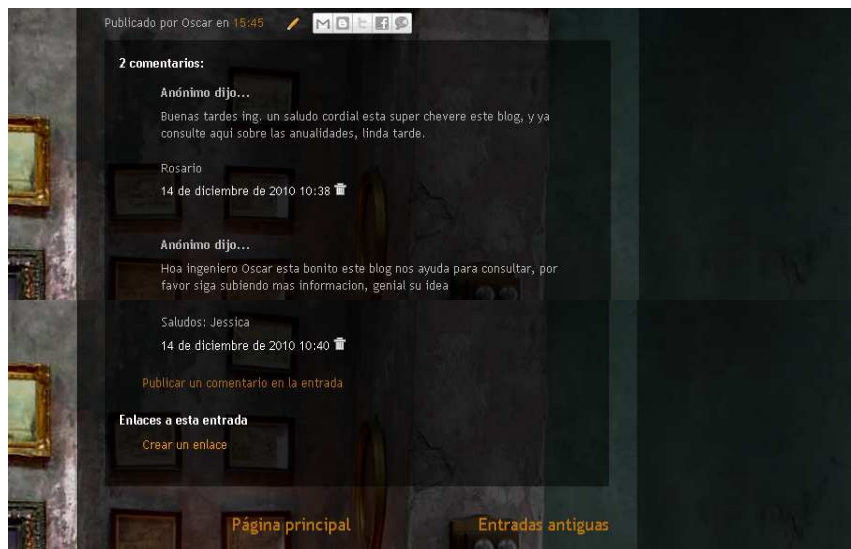 Publicado por Oscar en 15:45
2 comentarios:
Anónimo dijo...
Buenas tardes ing. un saludo cordial esta super chevere este blog, y ya
consulte aqui sobre las anualidades, linda tarde.
Rosario
14 de diciembre de 2010 10:38
Anónimo dijo...
Hoa ingeniero Oscar esta bonito este blog nos ayuda para consultar, por
favor siga subiendo mas informacion, genial su idea
Saludos: Jessica
14 de diciembre de 2010 10:40
Publicar un comentario en la entrada
Enlaces a esta entrada
Crear un enlace
Página principal Entradas antiguas